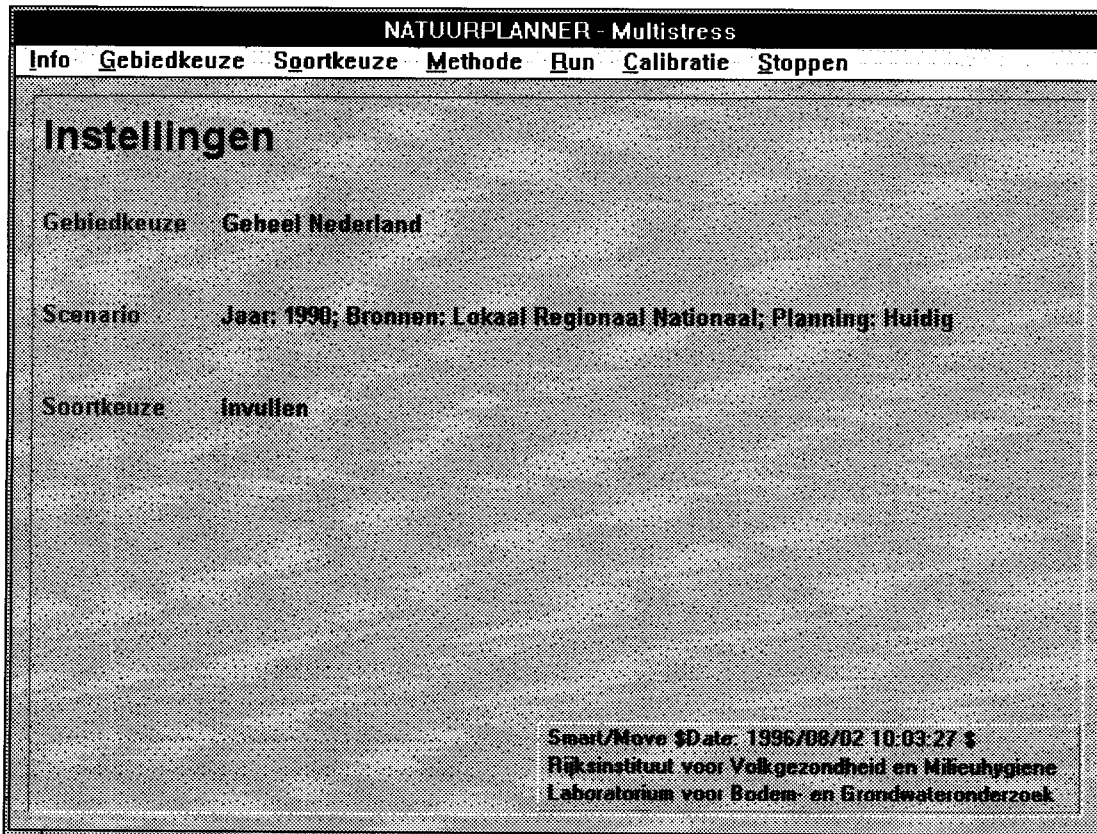 NATUURPLANNER - Multistress
Info Gebiedkeuze Soortkeuze Methode Run Calibratie Stoppen
Instellingen
Gebiedkeuze Geheel Nederland
Scenario Jaar: 1990; Bronnen: Lokaal Regionaal Nationaal; Planning: Huidig
Soortkeuze Invullen
Smart/Move $Date: 1996/08/02 10:03:27 $
Rijksinstituut voor Volkgezondheid en Milieuhygiene
Laboratorium voor Bodem- en Grondwateronderzoek